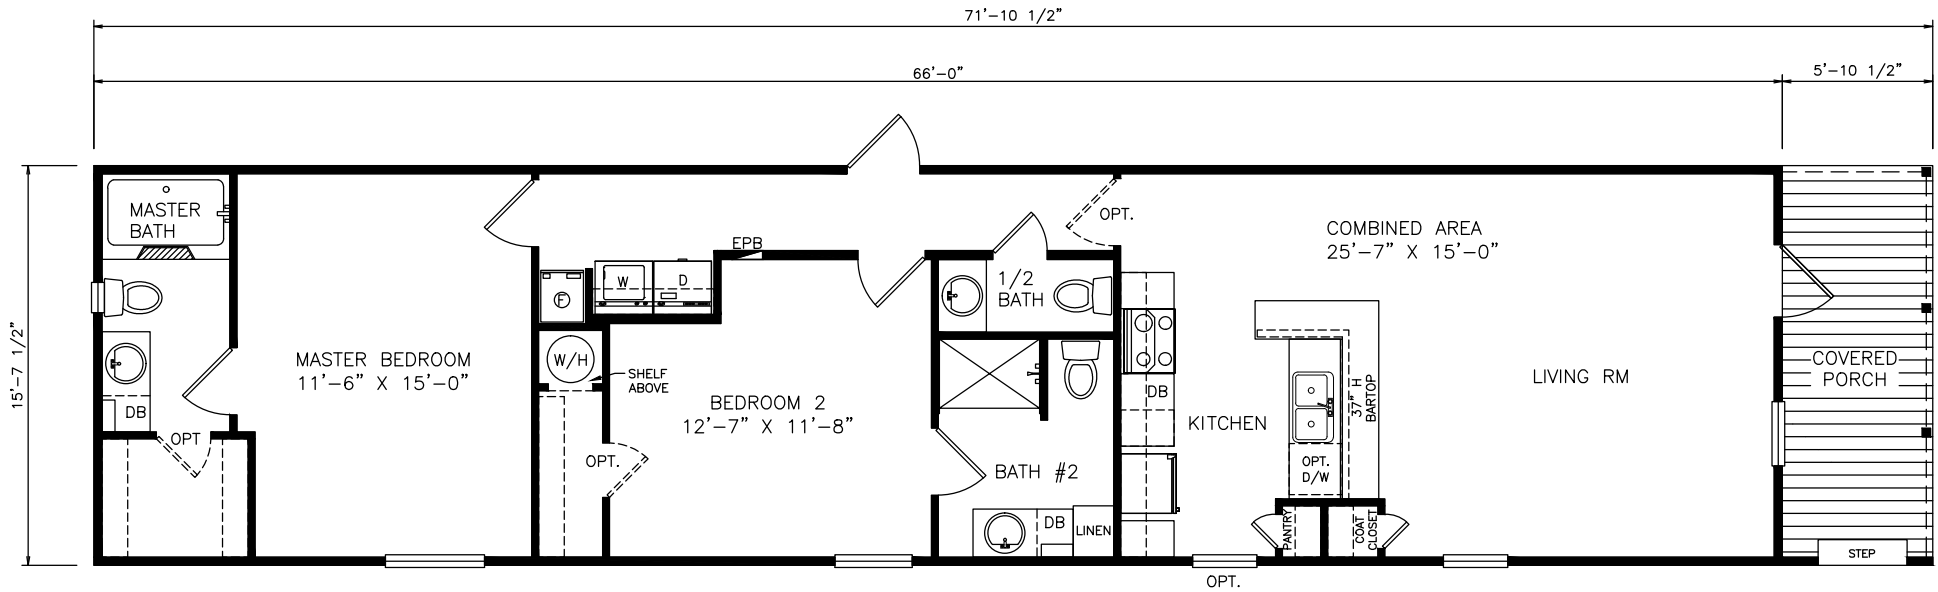 71'-10 1/2"
66'-0"
5'-10 1/2"
15'-7 1/2"
MASTER
BATH
DB
OPT
MASTER BEDROOM
11'-6" X 15'-0"
F
W
D
EPB
W/H
SHELF
ABOVE
OPT.
BEDROOM 2
12'-7" X 11'-8"
1/2
BATH
BATH #2
DB
LINEN
OPT.
DB
KITCHEN
OPT.
D/W
37"H
BARTOP
PANTRY
COAT
CLOSET
OPT.
COMBINED AREA
25'-7" X 15'-0"
LIVING RM
COVERED
PORCH
STEP